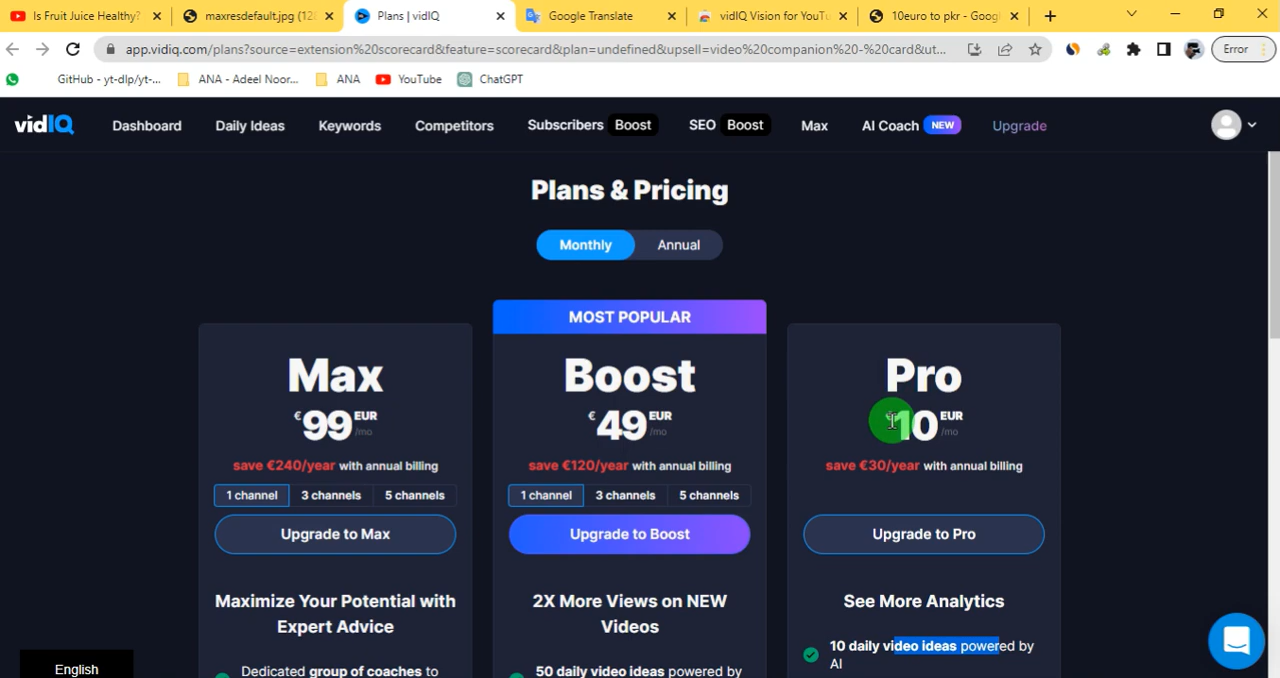 Is Fruit Juice Healthy?
maxresdefault.jpg (128
Plans | vidIQ
Google Translate
vidIQ Vision for YouTu
10euro to pkr - Googl
app.vidiq.com/plans?source=extension%20scorecard&feature=scorecard&plan=undefined&upsell=video%20companion%20-%20card&ut...
Error
GitHub - yt-dlp/yt-...
ANA - Adeel Noor...
ANA
YouTube
ChatGPT
vidIQ
Dashboard
Daily Ideas
Keywords
Competitors
Subscribers Boost
SEO Boost
Max
AI Coach NEW
Upgrade
Plans & Pricing
Monthly
Annual
MOST POPULAR
Max
€99 EUR /mo
save €240/year with annual billing
1 channel
3 channels
5 channels
Upgrade to Max
Maximize Your Potential with
Expert Advice
Dedicated group of coaches to
Boost
€49 EUR /mo
save €120/year with annual billing
1 channel
3 channels
5 channels
Upgrade to Boost
2X More Views on NEW
Videos
50 daily video ideas powered by
Pro
€10 EUR /mo
save €30/year with annual billing
Upgrade to Pro
See More Analytics
10 daily video ideas powered by
AI
English